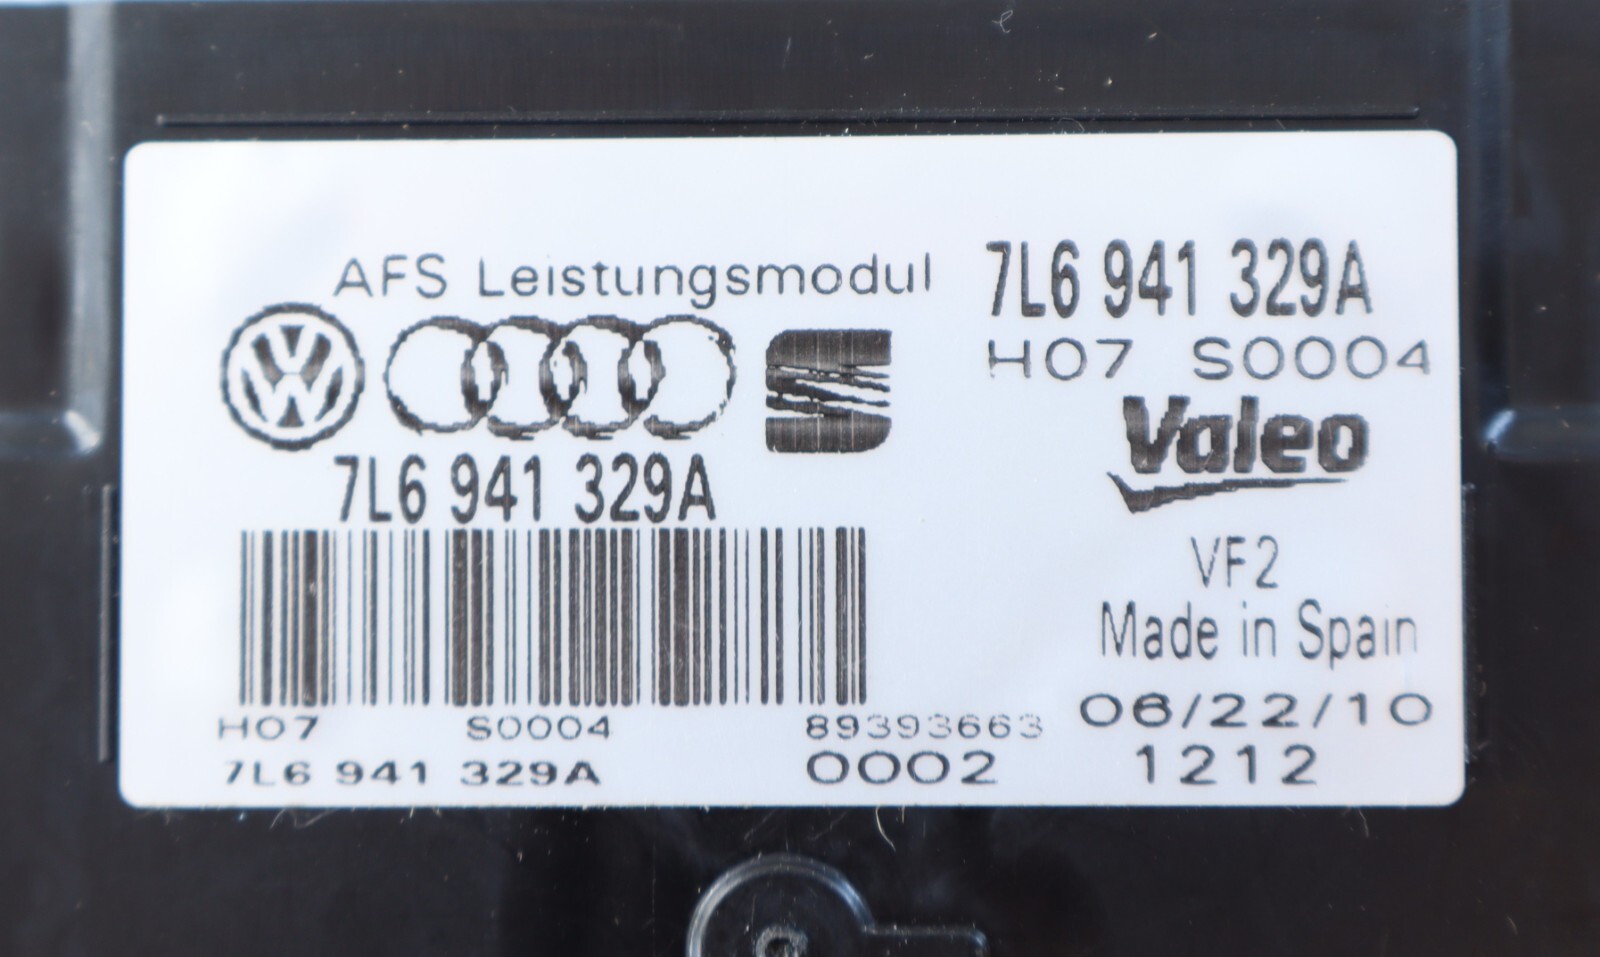 AFS Leistungsmodul
7L6 941 329A
H07 S0004
Valeo
7L6 941 329A
VF2
Made in Spain
H07 S0004 89393663
06/22/10
7L6 941 329A 0002
1212